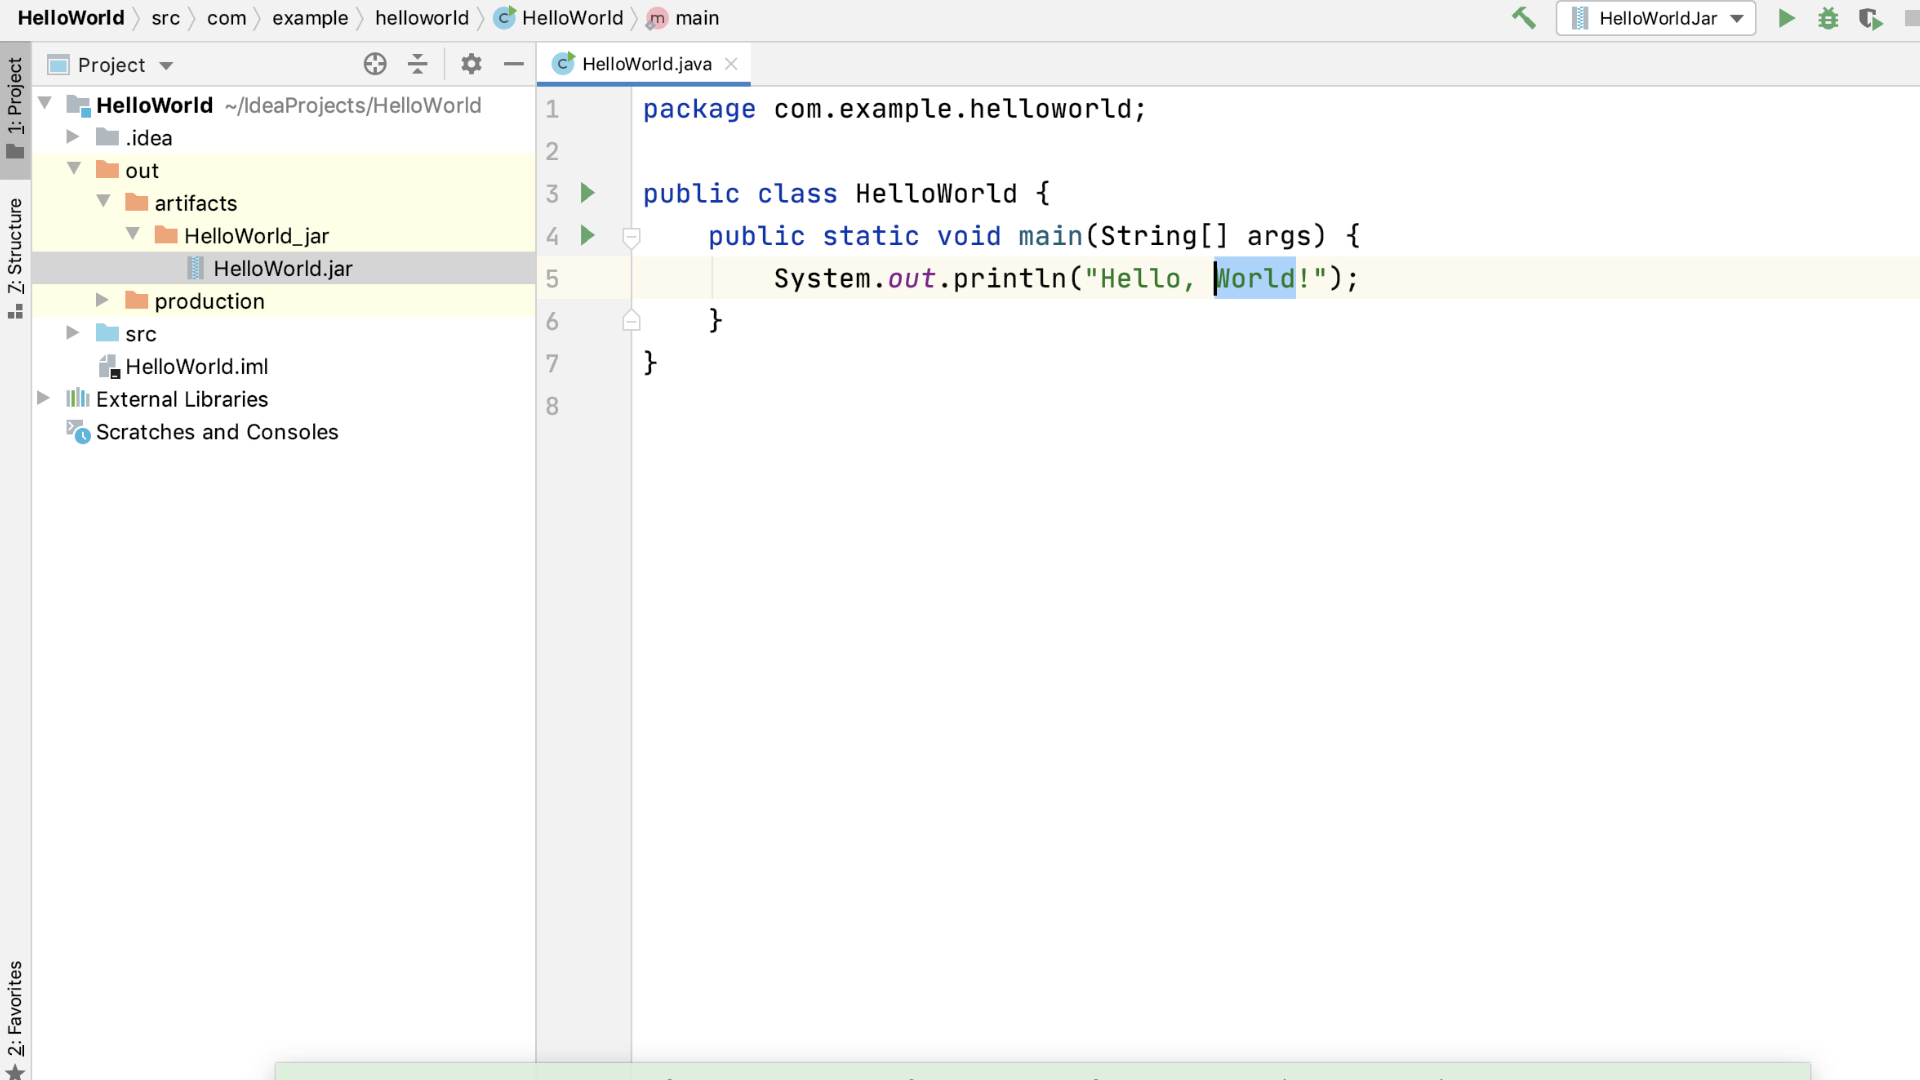 HelloWorld src com example helloworld HelloWorld main
HelloWorldJar
1: Project
Project
HelloWorld.java
HelloWorld ~/IdeaProjects/HelloWorld
.idea
out
artifacts
HelloWorld_jar
HelloWorld.jar
production
src
HelloWorld.iml
External Libraries
Scratches and Consoles
7: Structure
2: Favorites
1 package com.example.helloworld;
2
3 public class HelloWorld {
4 public static void main(String[] args) {
5 System.out.println("Hello, World!");
6 }
7 }
8